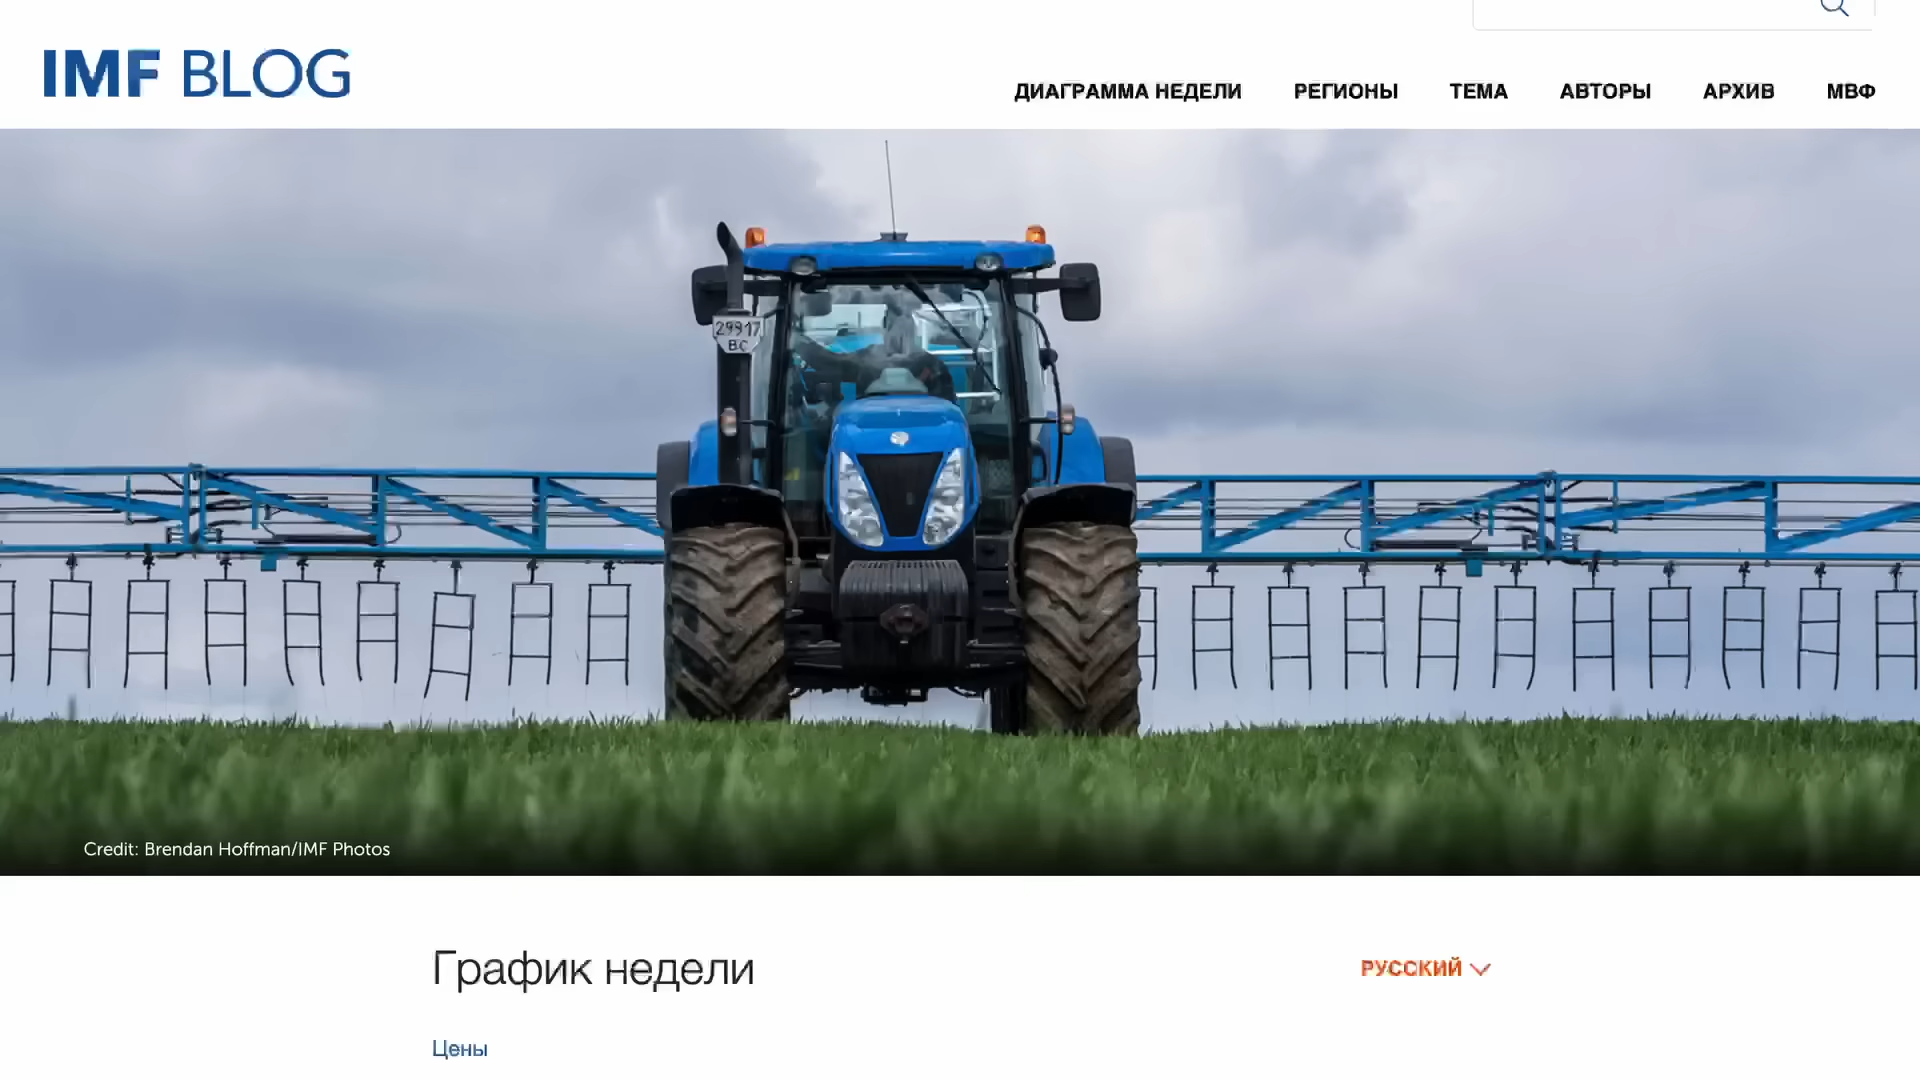 IMF BLOG
ДИАГРАММА НЕДЕЛИ РЕГИОНЫ ТЕМА АВТОРЫ АРХИВ МВФ
29917
BC
Credit: Brendan Hoffman/IMF Photos
График недели
РУССКИЙ
Цены